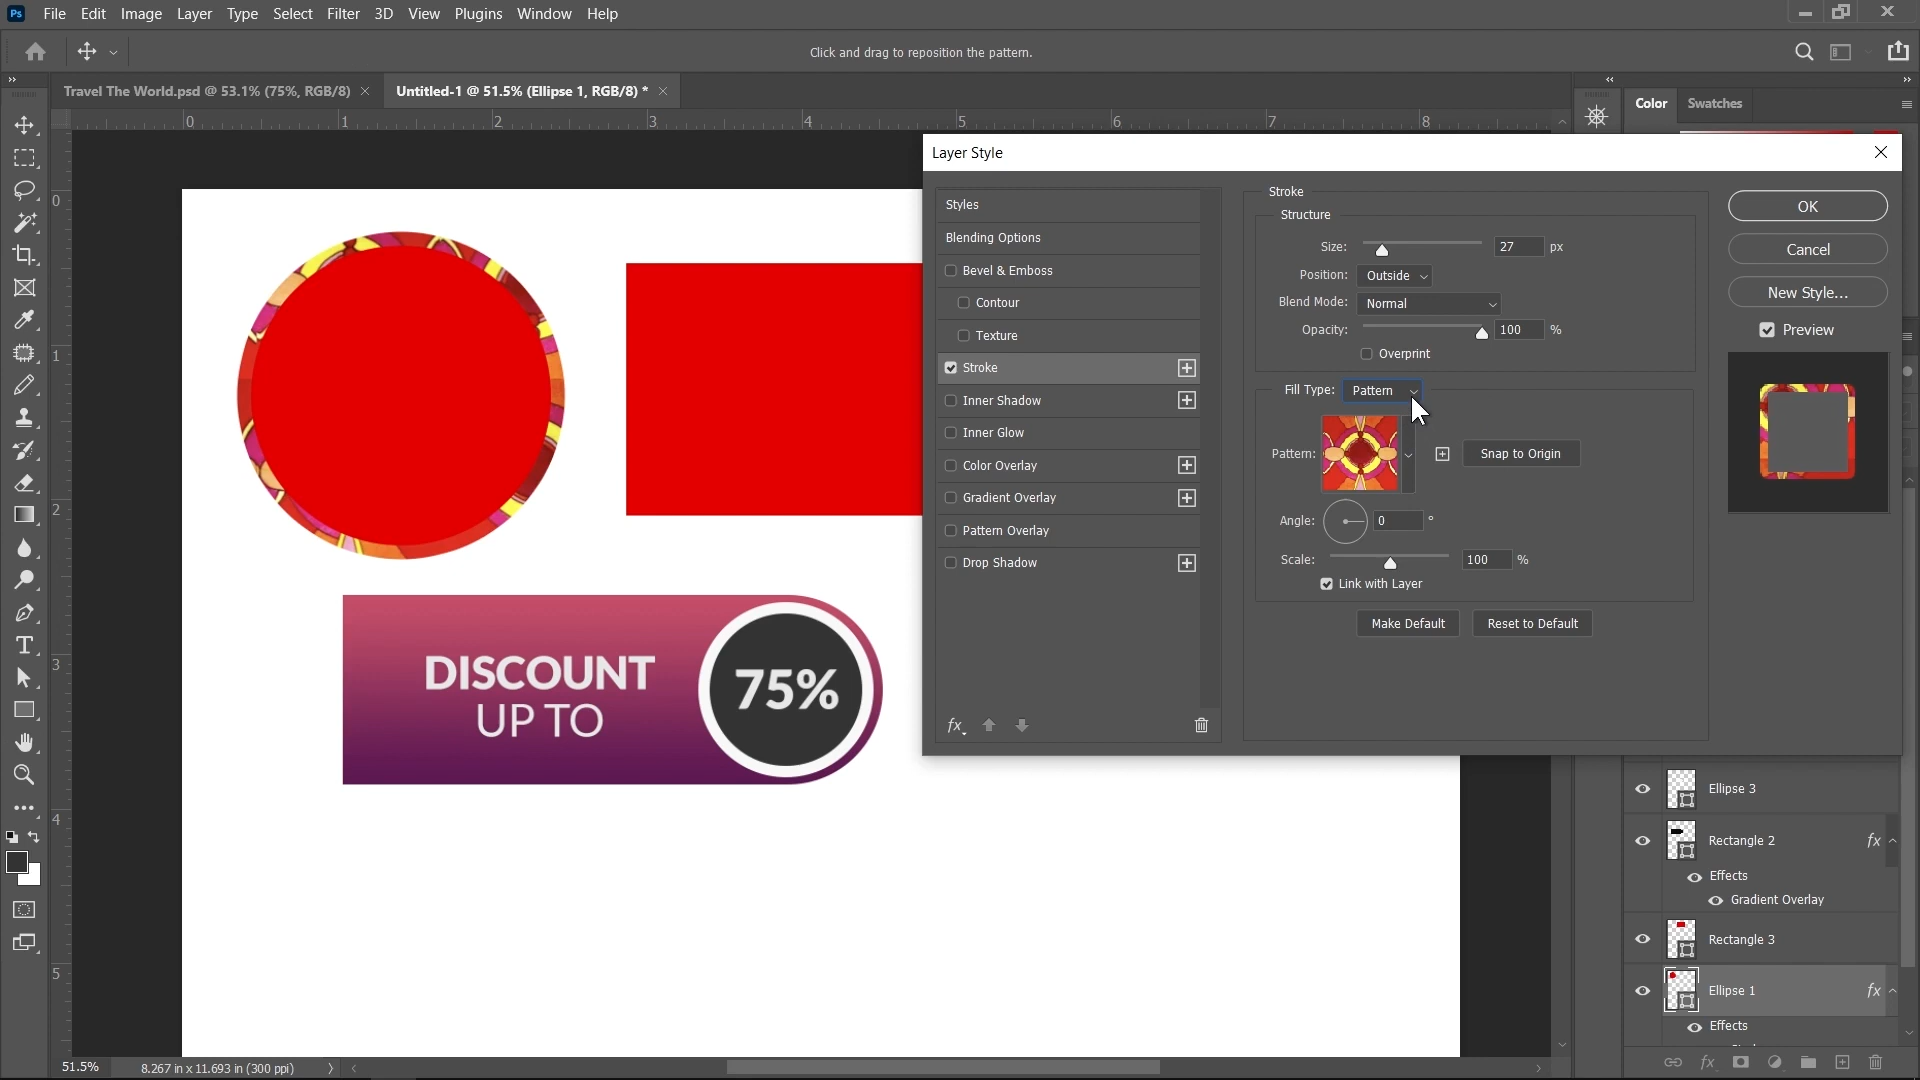 Ps File Edit Image Layer Type Select Filter 3D View Plugins Window Help
Click and drag to reposition the pattern.
Travel The World.psd @ 53.1% (75%, RGB/8)
Untitled-1 @ 51.5% (Ellipse 1, RGB/8) *
Color Swatches
0 1 2 3 4 5 6 7 8
Layer Style
Styles
Blending Options
Bevel & Emboss
Contour
Texture
Stroke
Inner Shadow
Inner Glow
Color Overlay
Gradient Overlay
Pattern Overlay
Drop Shadow
fx
Stroke
Structure
Size: 27 px
Position: Outside
Blend Mode: Normal
Opacity: 100 %
Overprint
Fill Type: Pattern
Pattern: Snap to Origin
Angle: 0 °
Scale: 100 %
Link with Layer
Make Default Reset to Default
OK
Cancel
New Style...
Preview
0
1
2
3
4
5
DISCOUNT
UP TO
75%
Ellipse 3
Rectangle 2 fx
Effects
Gradient Overlay
Rectangle 3
Ellipse 1 fx
Effects
fx
51.5% 8.267 in x 11.693 in (300 ppi)